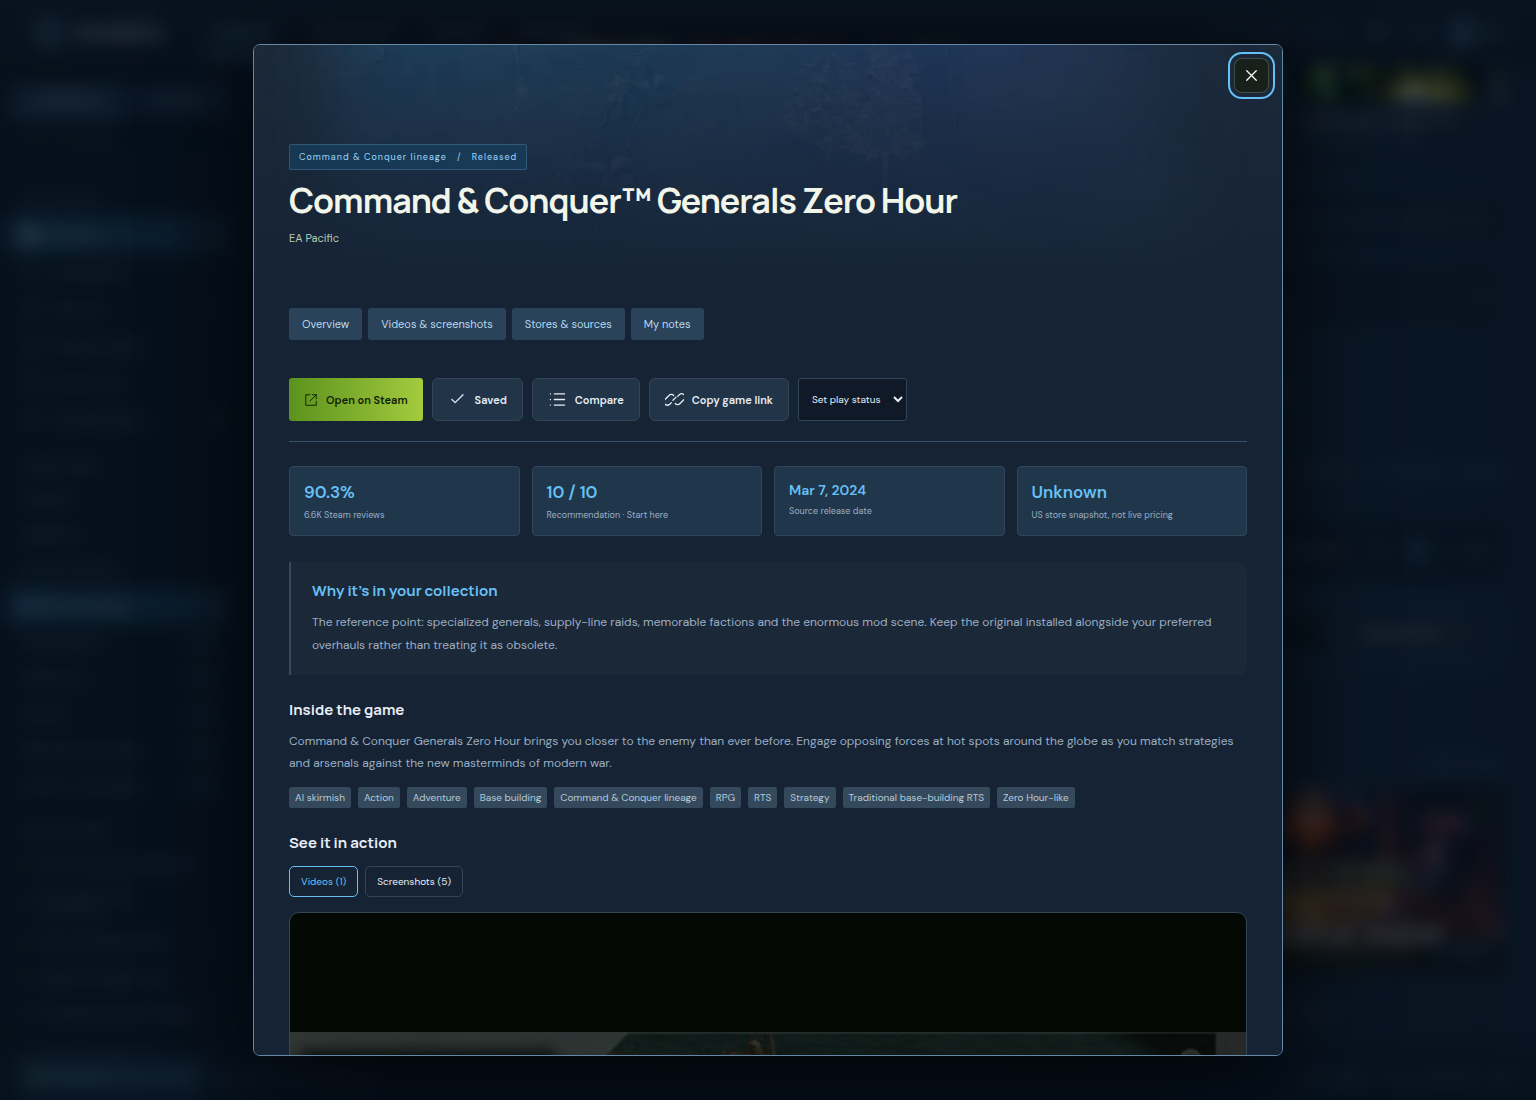 Command & Conquer lineage / Released
Command & Conquer™ Generals Zero Hour
EA Pacific
Overview
Videos & screenshots
Stores & sources
My notes
Open on Steam
Saved
Compare
Copy game link
Set play status
90.3%
6.6K Steam reviews
10 / 10
Recommendation · Start here
Mar 7, 2024
Source release date
Unknown
US store snapshot, not live pricing
Why it's in your collection
The reference point: specialized generals, supply-line raids, memorable factions and the enormous mod scene. Keep the original installed alongside your preferred
overhauls rather than treating it as obsolete.
Inside the game
Command & Conquer Generals Zero Hour brings you closer to the enemy than ever before. Engage opposing forces at hot spots around the globe as you match strategies
and arsenals against the new masterminds of modern war.
AI skirmish
Action
Adventure
Base building
Command & Conquer lineage
RPG
RTS
Strategy
Traditional base-building RTS
Zero Hour-like
See it in action
Videos (1)
Screenshots (5)